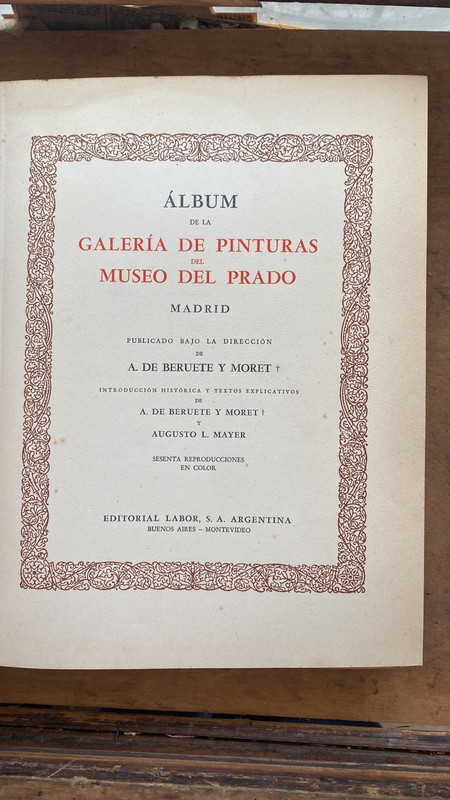 ÁLBUM
DE LA
GALERÍA DE PINTURAS
DEL
MUSEO DEL PRADO
MADRID
PUBLICADO BAJO LA DIRECCIÓN
DE
A. DE BERUETE Y MORET †
INTRODUCCIÓN HISTÓRICA Y TEXTOS EXPLICATIVOS
DE
A. DE BERUETE Y MORET †
Y
AUGUSTO L. MAYER
SESENTA REPRODUCCIONES
EN COLOR
EDITORIAL LABOR, S. A. ARGENTINA
BUENOS AIRES – MONTEVIDEO